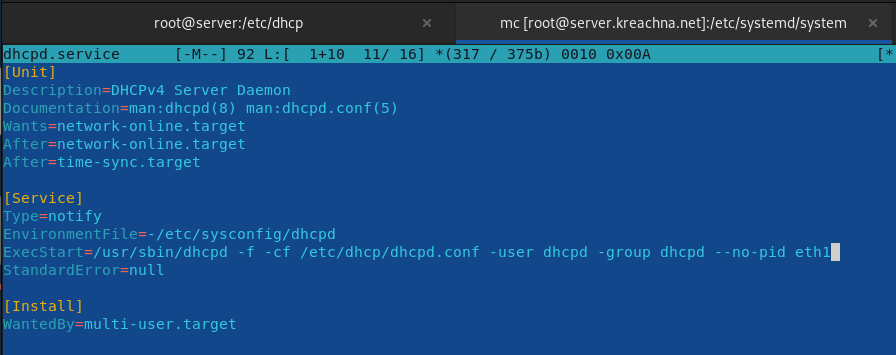 root@server:/etc/dhcp × mc [root@server.kreachna.net]:/etc/systemd/system ×
dhcpd.service [-M--] 92 L:[ 1+10 11/ 16] *(317 / 375b) 0010 0x00A [*
[Unit]
Description=DHCPv4 Server Daemon
Documentation=man:dhcpd(8) man:dhcpd.conf(5)
Wants=network-online.target
After=network-online.target
After=time-sync.target
[Service]
Type=notify
EnvironmentFile=-/etc/sysconfig/dhcpd
ExecStart=/usr/sbin/dhcpd -f -cf /etc/dhcp/dhcpd.conf -user dhcpd -group dhcpd --no-pid eth1
StandardError=null
[Install]
WantedBy=multi-user.target